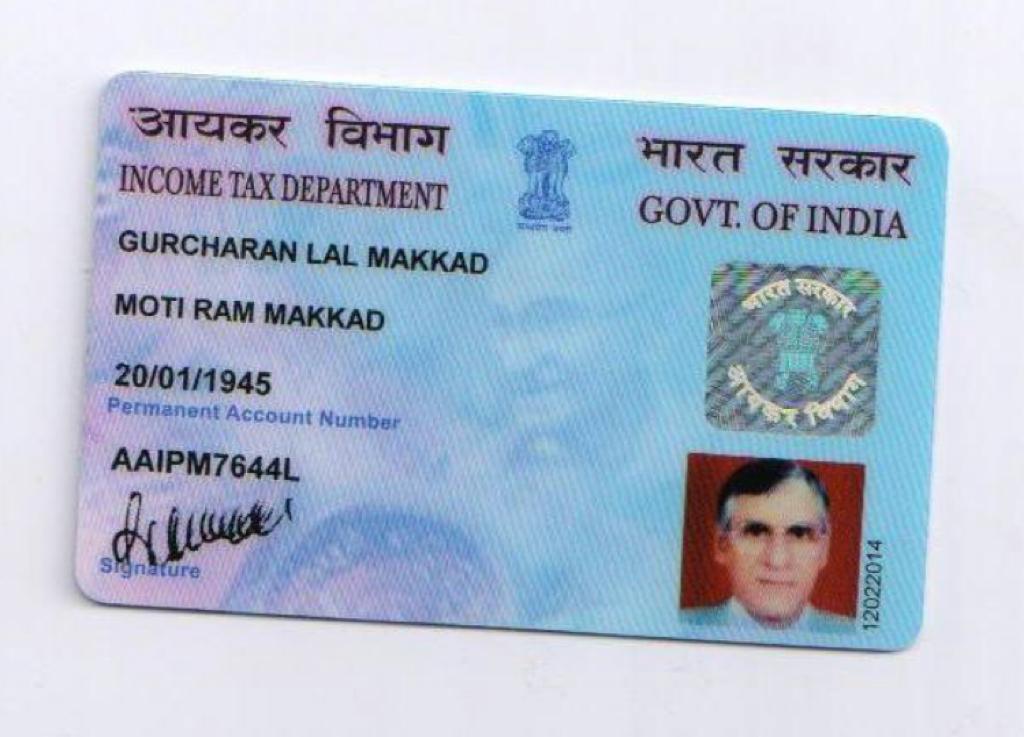 आयकर विभाग
INCOME TAX DEPARTMENT
भारत सरकार
GOVT. OF INDIA
GURCHARAN LAL MAKKAD
MOTI RAM MAKKAD
20/01/1945
Permanent Account Number
AAIPM7644L
Signature
भारत सरकार
आयकर विभाग
12022014